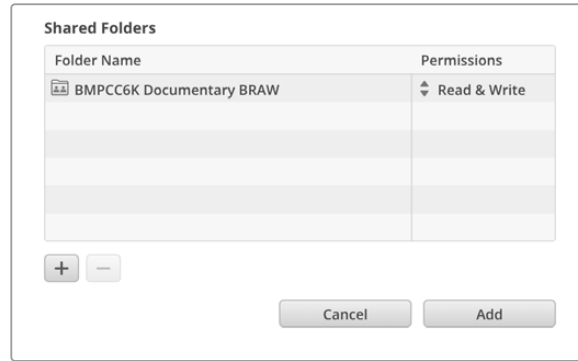 Shared Folders
Folder Name Permissions
BMPCC6K Documentary BRAW Read & Write
+ −
Cancel Add